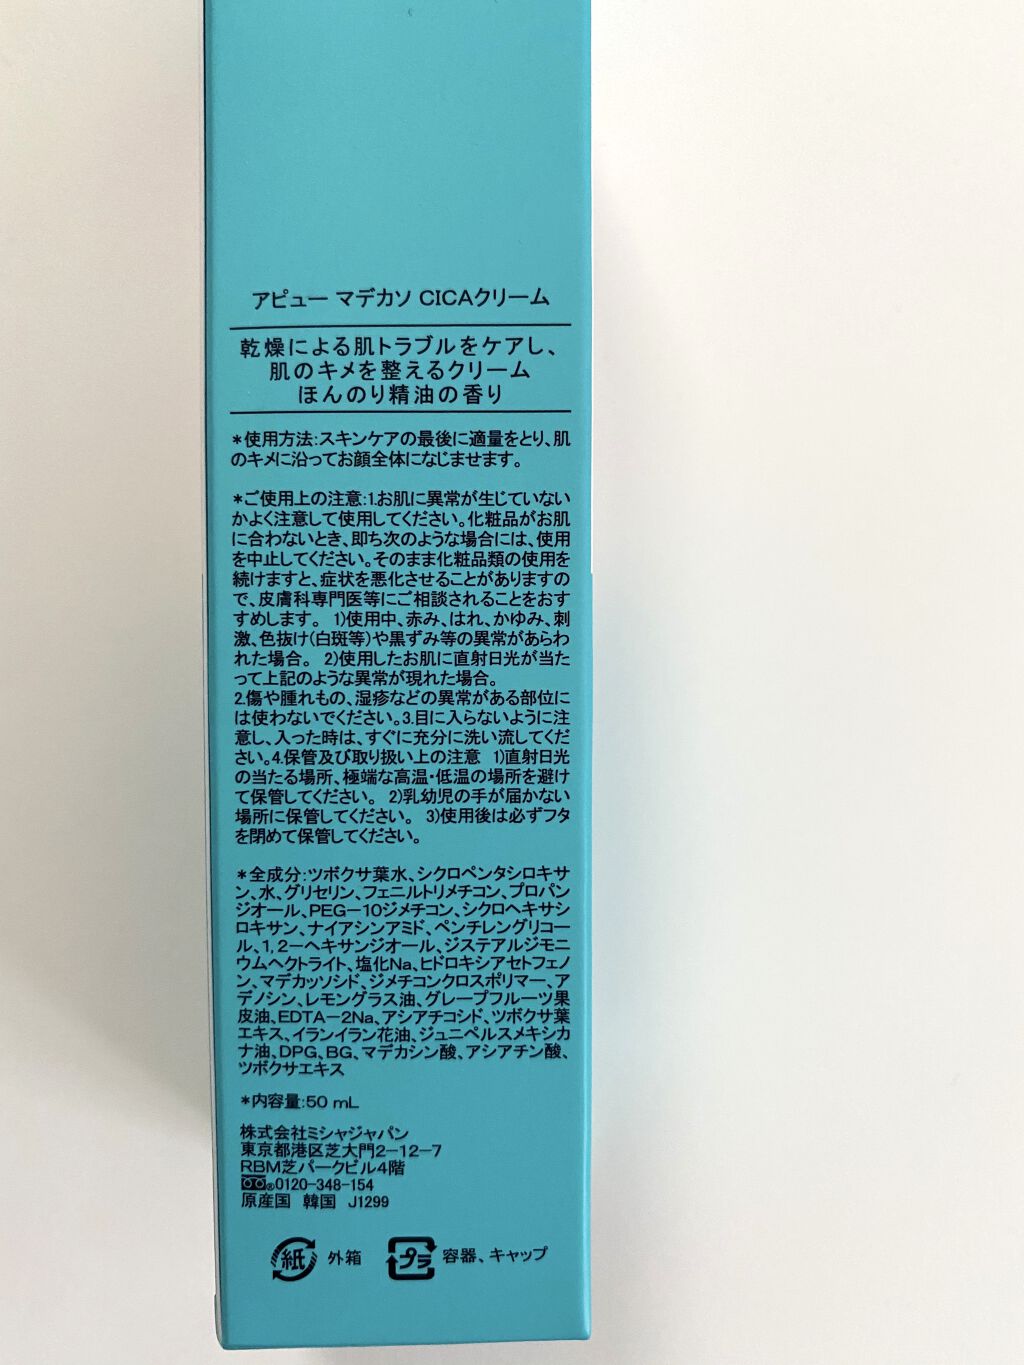 アピュー マデカソ CICAクリーム
乾燥による肌トラブルをケアし、
肌のキメを整えるクリーム
ほんのり精油の香り
*使用方法:スキンケアの最後に適量をとり、肌
のキメに沿ってお顔全体になじませます。
*ご使用上の注意:1.お肌に異常が生じていない
かよく注意して使用してください。化粧品がお肌
に合わないとき、即ち次のような場合には、使用
を中止してください。そのまま化粧品類の使用を
続けますと、症状を悪化させることがありますの
で、皮膚科専門医等にご相談されることをおす
すめします。 1)使用中、赤み、はれ、かゆみ、刺
激、色抜け(白斑等)や黒ずみ等の異常があらわ
れた場合。 2)使用したお肌に直射日光が当た
って上記のような異常が現れた場合。
2.傷や腫れもの、湿疹などの異常がある部位に
は使わないでください。3.目に入らないように注
意し、入った時は、すぐに充分に洗い流してくだ
さい。4.保管及び取り扱い上の注意 1)直射日光
の当たる場所、極端な高温・低温の場所を避け
て保管してください。 2)乳幼児の手が届かない
場所に保管してください。 3)使用後は必ずフタ
を閉めて保管してください。
*全成分:ツボクサ葉水、シクロペンタシロキサ
ン、水、グリセリン、フェニルトリメチコン、プロパン
ジオール、PEG-10ジメチコン、シクロヘキサシ
ロキサン、ナイアシンアミド、ペンチレングリコー
ル、1,2-ヘキサンジオール、ジステアルジモニ
ウムヘクトライト、塩化Na、ヒドロキシアセトフェノ
ン、マデカッソシド、ジメチコンクロスポリマー、ア
デノシン、レモングラス油、グレープフルーツ果
皮油、EDTA-2Na、アシアチコシド、ツボクサ葉
エキス、イランイラン花油、ジュニペルスメキシカ
ナ油、DPG、BG、マデカシン酸、アシアチン酸、
ツボクサエキス
*内容量:50 mL
株式会社ミシャジャパン
東京都港区芝大門2-12-7
RBM芝パークビル4階
®0120-348-154
原産国 韓国 J1299
紙 外箱 プラ 容器、キャップ